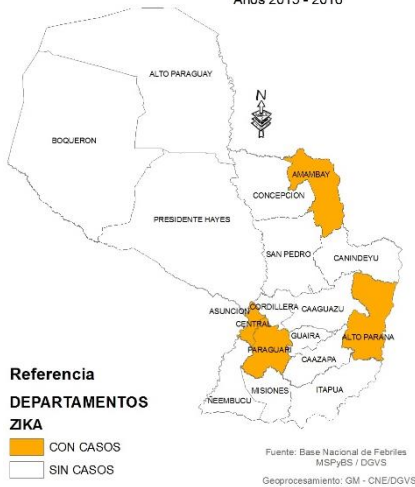 Años 2015 - 2016
ALTO PARAGUAY
BOQUERON
N
AMAMBAY
CONCEPCION
PRESIDENTE HAYES
SAN PEDRO
CANINDEYU
ASUNCION
CORDILLERA
CAAGUAZU
CENTRAL
GUAIRA
ALTO PARANA
PARAGUARI
CAAZAPA
MISIONES
ITAPUA
ÑEEMBUCU
Referencia
DEPARTAMENTOS
ZIKA
CON CASOS
SIN CASOS
Fuente: Base Nacional de Febriles
MSPyBS / DGVS
Geoprocesamiento: GM - CNE/DGVS